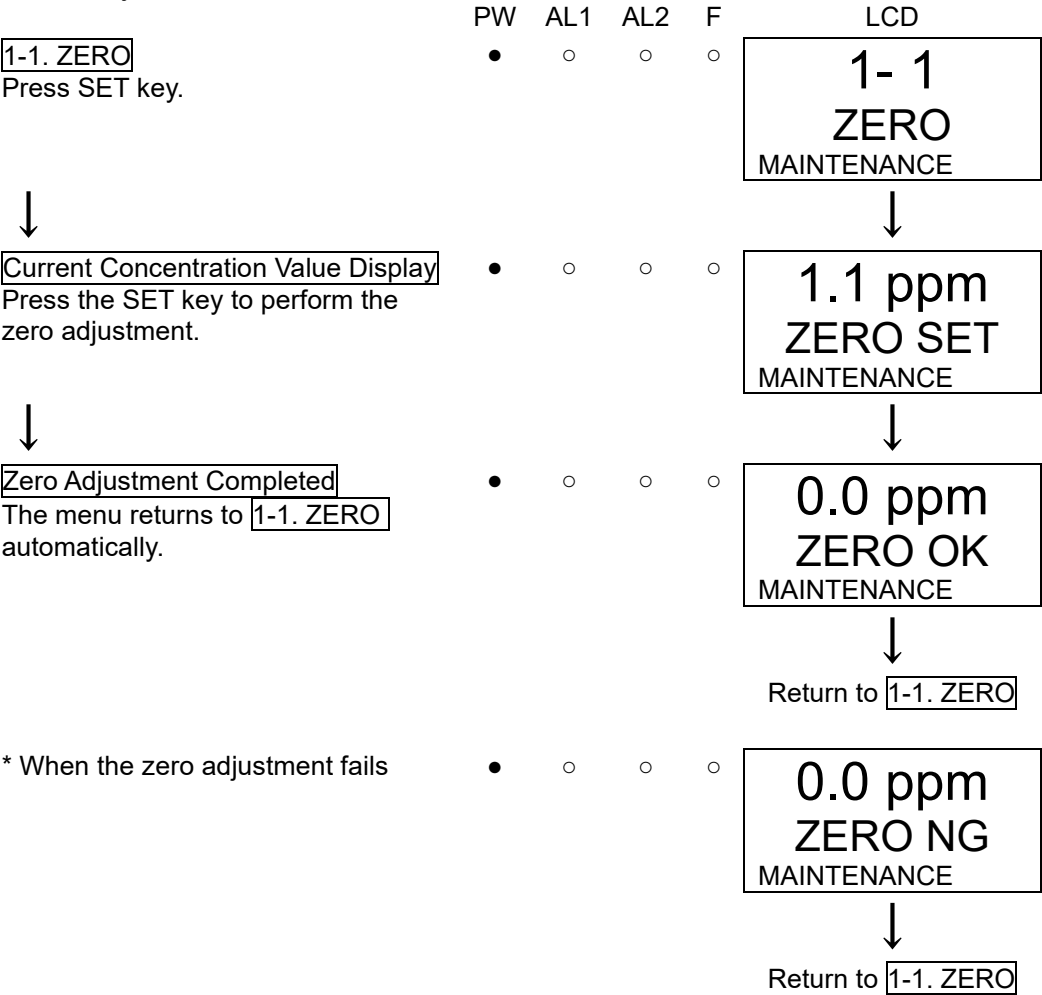 PW AL1 AL2 F LCD
1-1. ZERO ● ○ ○ ○
Press SET key.
1- 1
ZERO
MAINTENANCE
↓ ↓
Current Concentration Value Display ● ○ ○ ○
Press the SET key to perform the
zero adjustment.
1.1 ppm
ZERO SET
MAINTENANCE
↓ ↓
Zero Adjustment Completed ● ○ ○ ○
The menu returns to 1-1. ZERO
automatically.
0.0 ppm
ZERO OK
MAINTENANCE
↓
Return to 1-1. ZERO
* When the zero adjustment fails ● ○ ○ ○
0.0 ppm
ZERO NG
MAINTENANCE
↓
Return to 1-1. ZERO